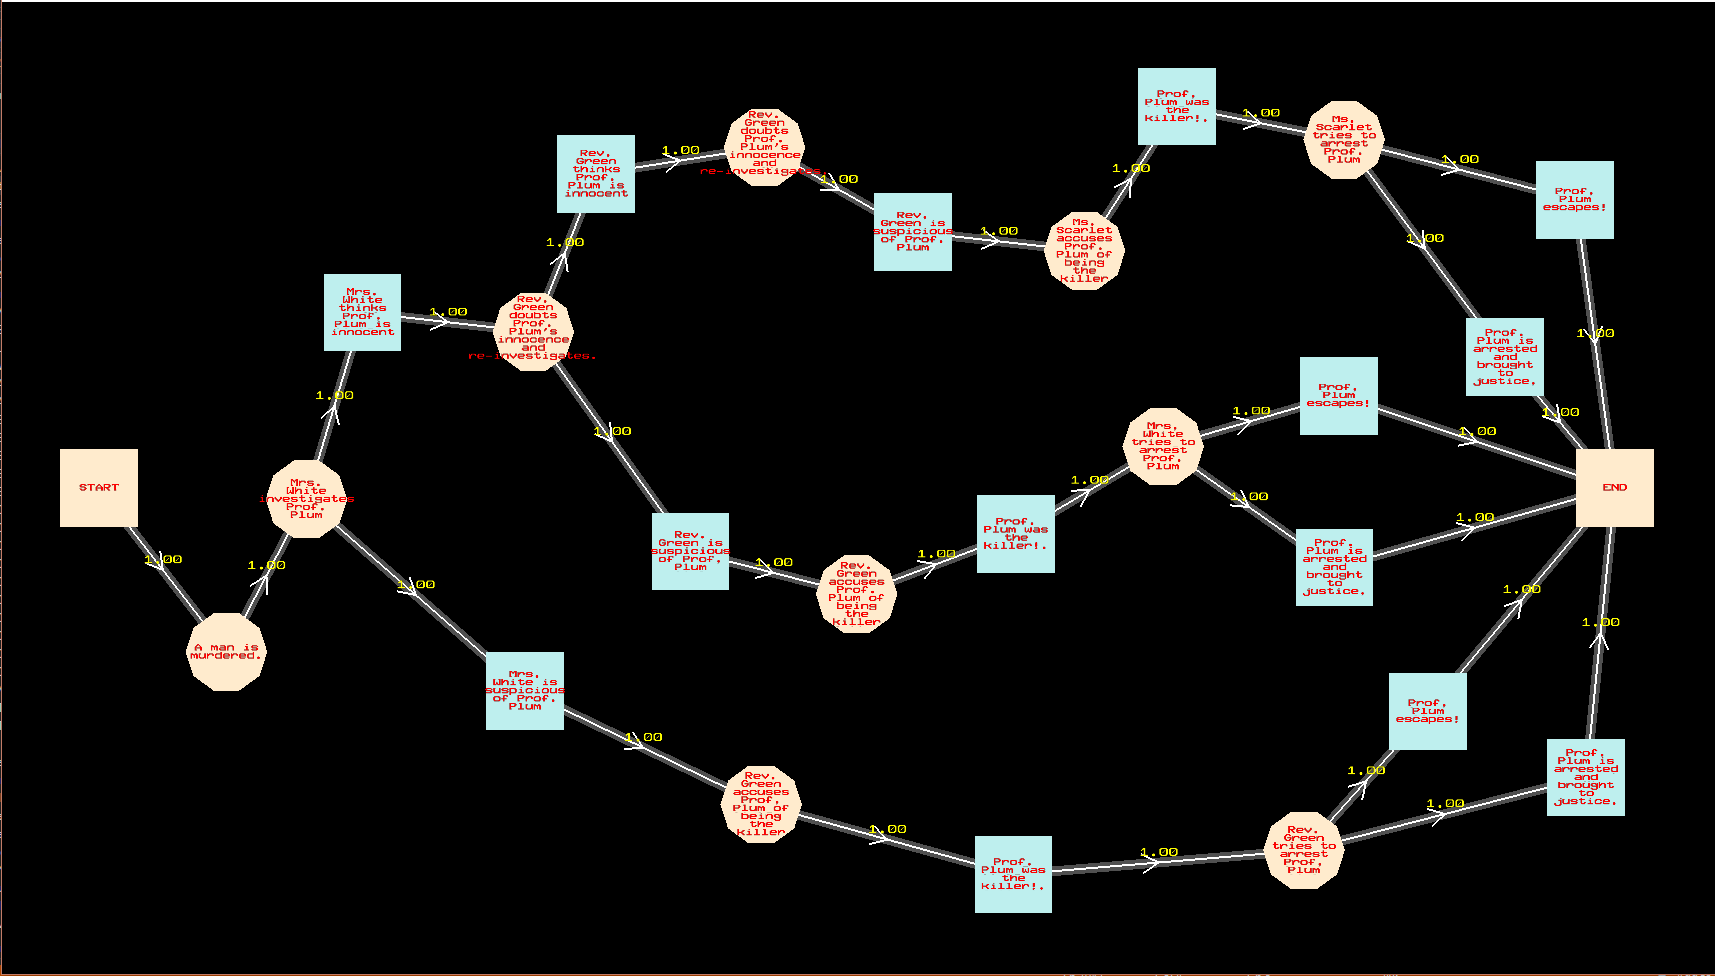 START
1.00
A man is
murdered.
1.00
Mrs.
White
investigates
Prof.
Plum
1.00
Mrs.
White
thinks
Prof.
Plum is
innocent
1.00
Rev.
Green
doubts
Prof.
Plum's
innocence
and
re-investigates.
1.00
Rev.
Green
thinks
Prof.
Plum is
innocent
1.00
Rev.
Green
doubts
Prof.
Plum's
innocence
and
re-investigates.
1.00
Rev.
Green is
suspicious
of Prof.
Plum
1.00
Ms.
Scarlet
accuses
Prof.
Plum of
being
the
killer
1.00
Prof.
Plum was
the
killer!.
1.00
Ms.
Scarlet
tries to
arrest
Prof.
Plum
1.00
Prof.
Plum
escapes!
1.00
1.00
Prof.
Plum is
arrested
and
brought
to
justice.
1.00
1.00
Rev.
Green is
suspicious
of Prof.
Plum
1.00
Rev.
Green
accuses
Prof.
Plum of
being
the
killer
1.00
Prof.
Plum was
the
killer!.
1.00
Mrs.
White
tries to
arrest
Prof.
Plum
1.00
Prof.
Plum
escapes!
1.00
1.00
Prof.
Plum is
arrested
and
brought
to
justice.
1.00
END
1.00
Mrs.
White is
suspicious
of Prof.
Plum
1.00
Rev.
Green
accuses
Prof.
Plum of
being
the
killer
1.00
Prof.
Plum was
the
killer!.
1.00
Rev.
Green
tries to
arrest
Prof.
Plum
1.00
Prof.
Plum
escapes!
1.00
1.00
Prof.
Plum is
arrested
and
brought
to
justice.
1.00